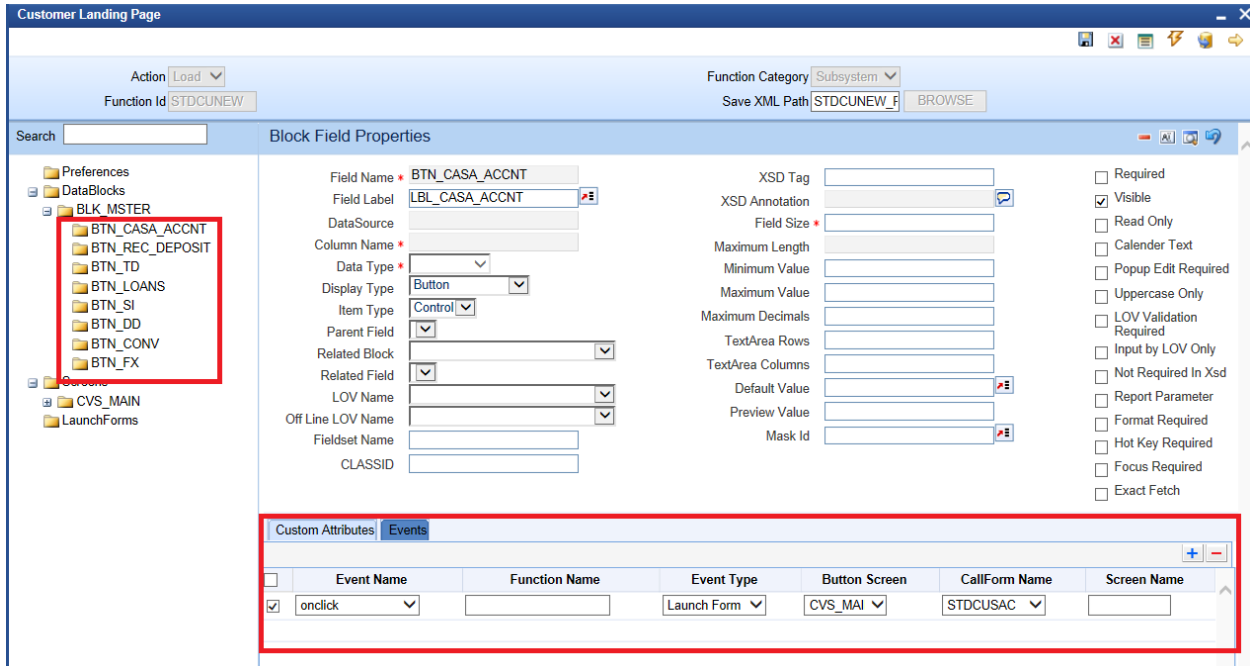 Customer Landing Page
Action Load
Function Category Subsystem
Function Id STDCUNEW
Save XML Path STDCUNEW_F BROWSE
Search
Block Field Properties
Preferences
DataBlocks
BLK_MSTER
BTN_CASA_ACCNT
BTN_REC_DEPOSIT
BTN_TD
BTN_LOANS
BTN_SI
BTN_DD
BTN_CONV
BTN_FX
CVS_MAIN
LaunchForms
Field Name * BTN_CASA_ACCNT
Field Label LBL_CASA_ACCNT
DataSource
Column Name *
Data Type *
Display Type Button
Item Type Control
Parent Field
Related Block
Related Field
LOV Name
Off Line LOV Name
Fieldset Name
CLASSID
XSD Tag
XSD Annotation
Field Size *
Maximum Length
Minimum Value
Maximum Value
Maximum Decimals
TextArea Rows
TextArea Columns
Default Value
Preview Value
Mask Id
Required
Visible
Read Only
Calender Text
Popup Edit Required
Uppercase Only
LOV Validation
Required
Input by LOV Only
Not Required In Xsd
Report Parameter
Format Required
Hot Key Required
Focus Required
Exact Fetch
Custom Attributes Events
Event Name Function Name Event Type Button Screen CallForm Name Screen Name
onclick Launch Form CVS_MAI STDCUSAC